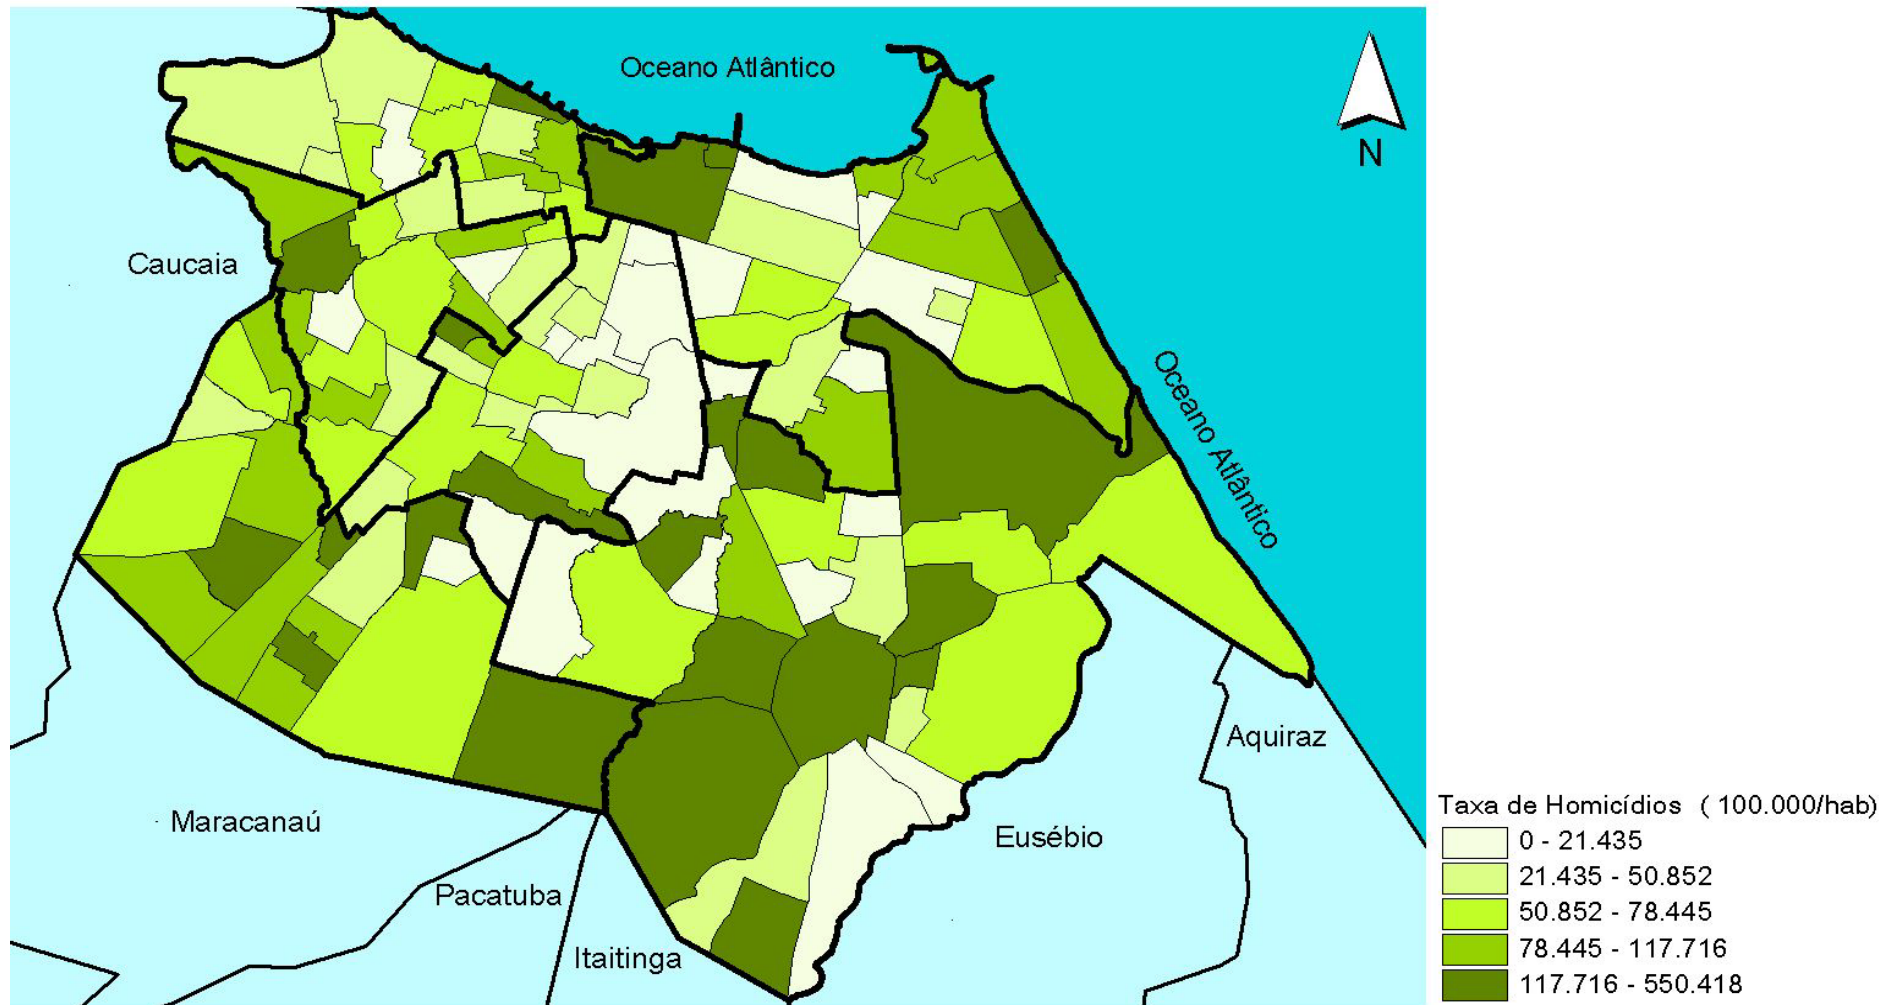 Oceano Atlântico
N
Caucaia
Oceano Atlântico
Aquiraz
Maracanaú
Eusébio
Pacatuba
Itaitinga
Taxa de Homicídios ( 100.000/hab)
0 - 21.435
21.435 - 50.852
50.852 - 78.445
78.445 - 117.716
117.716 - 550.418